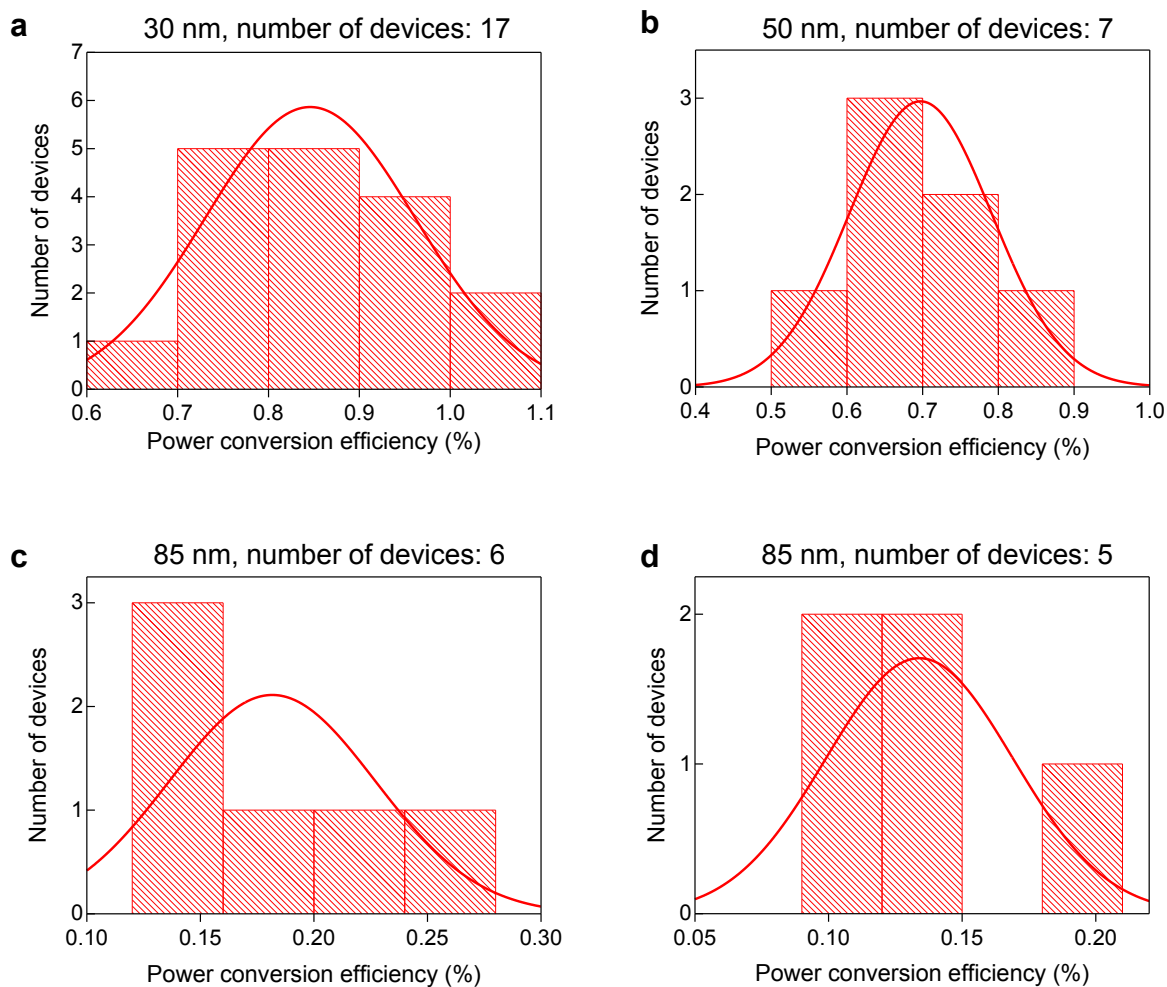 a
30 nm, number of devices: 17
Number of devices
7
6
5
4
3
2
1
0
0.6 0.7 0.8 0.9 1.0 1.1
Power conversion efficiency (%)
b
50 nm, number of devices: 7
Number of devices
3
2
1
0
0.4 0.5 0.6 0.7 0.8 0.9 1.0
Power conversion efficiency (%)
c
85 nm, number of devices: 6
Number of devices
3
2
1
0
0.10 0.15 0.20 0.25 0.30
Power conversion efficiency (%)
d
85 nm, number of devices: 5
Number of devices
2
1
0
0.05 0.10 0.15 0.20
Power conversion efficiency (%)